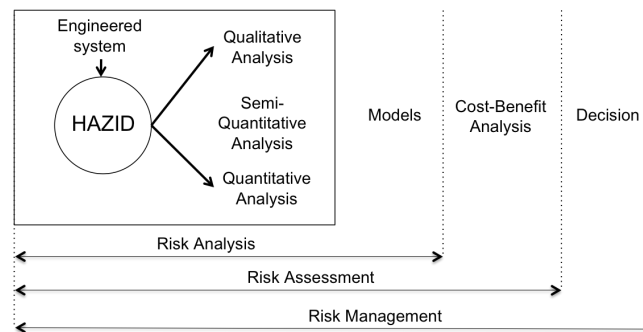 Engineered
system
HAZID
Qualitative
Analysis
Semi-
Quantitative
Analysis
Quantitative
Analysis
Models
Cost-Benefit
Analysis
Decision
Risk Analysis
Risk Assessment
Risk Management